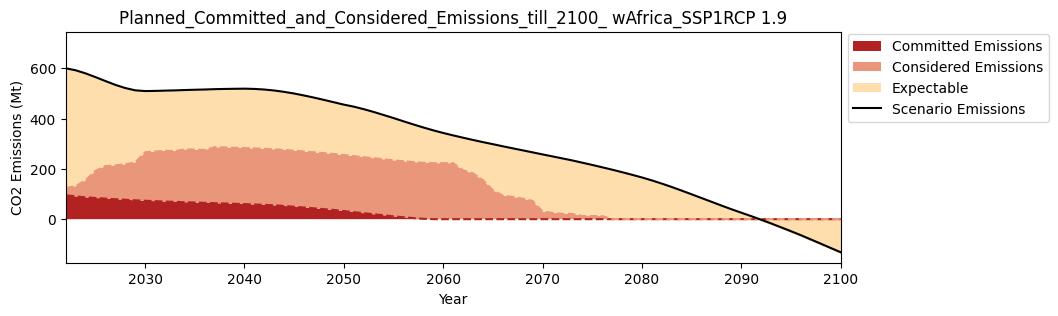 Planned_Committed_and_Considered_Emissions_till_2100_ wAfrica_SSP1RCP 1.9
Committed Emissions
Considered Emissions
Expectable
Scenario Emissions
CO2 Emissions (Mt)
600
400
200
0
2030 2040 2050 2060 2070 2080 2090 2100
Year